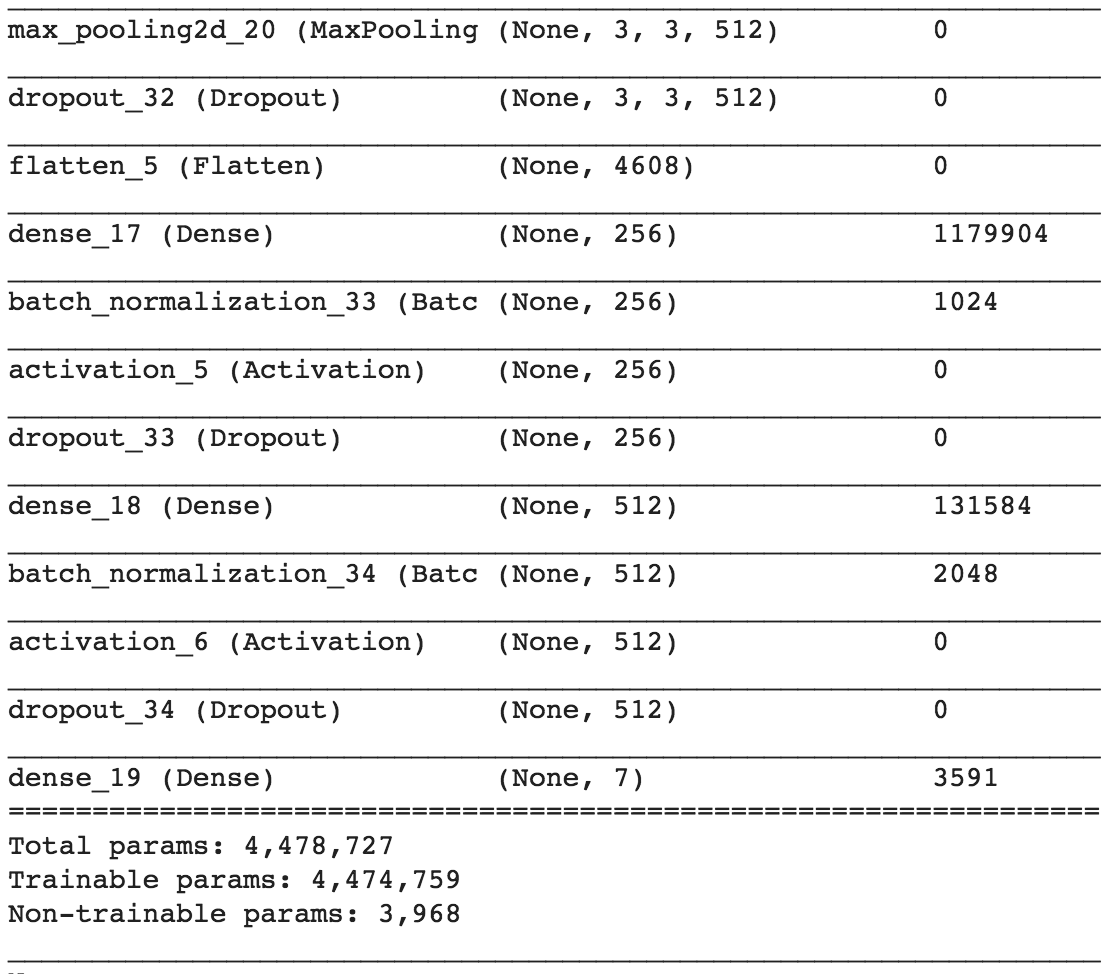 max_pooling2d_20 (MaxPooling (None, 3, 3, 512) 0
dropout_32 (Dropout) (None, 3, 3, 512) 0
flatten_5 (Flatten) (None, 4608) 0
dense_17 (Dense) (None, 256) 1179904
batch_normalization_33 (Batc (None, 256) 1024
activation_5 (Activation) (None, 256) 0
dropout_33 (Dropout) (None, 256) 0
dense_18 (Dense) (None, 512) 131584
batch_normalization_34 (Batc (None, 512) 2048
activation_6 (Activation) (None, 512) 0
dropout_34 (Dropout) (None, 512) 0
dense_19 (Dense) (None, 7) 3591
=================================================================
Total params: 4,478,727
Trainable params: 4,474,759
Non-trainable params: 3,968